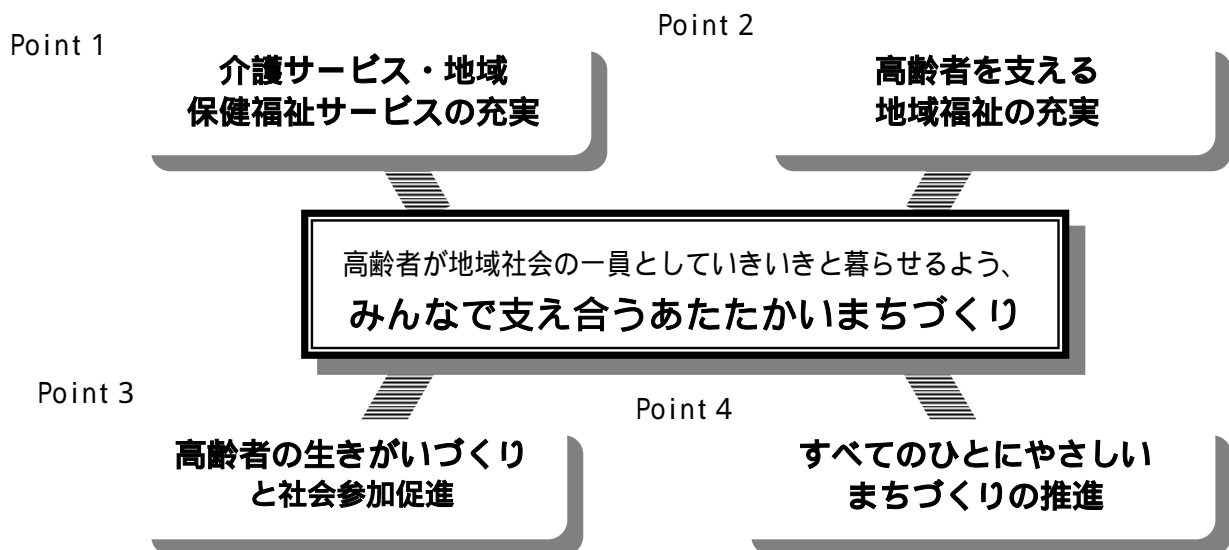 Point 1
介護サービス・地域
保健福祉サービスの充実
Point 2
高齢者を支える
地域福祉の充実
高齢者が地域社会の一員としていきいきと暮らせるよう、
みんなで支え合うあたたかいまちづくり
Point 3
高齢者の生きがいづくり
と社会参加促進
Point 4
すべてのひとにやさしい
まちづくりの推進